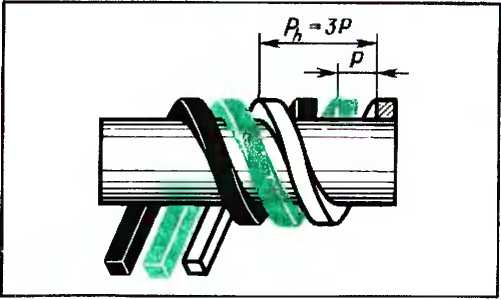 Pₕ = 3P
P